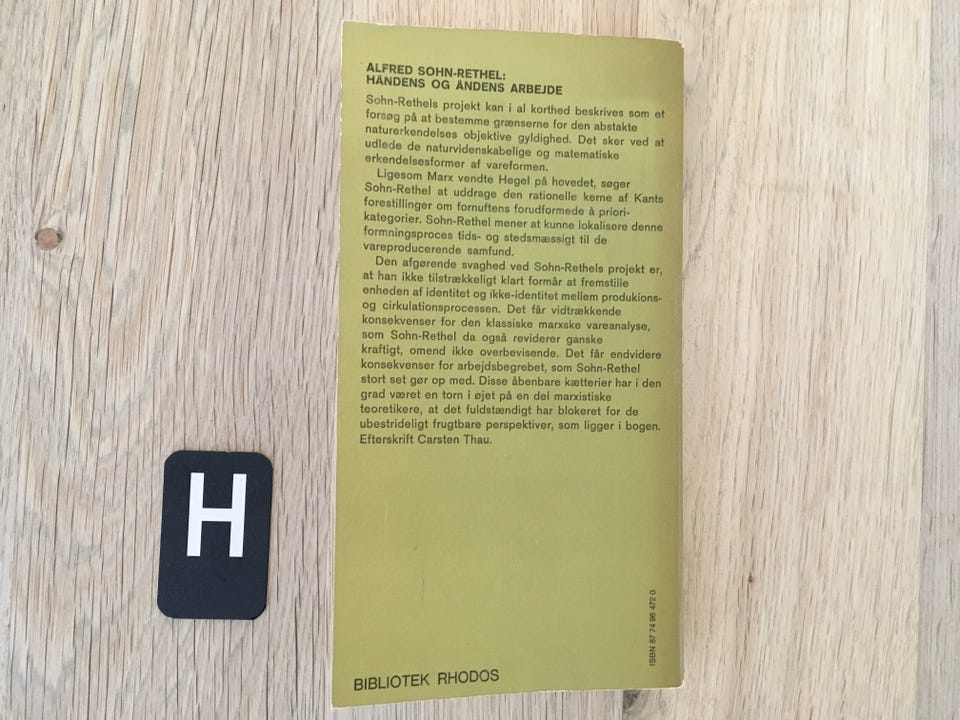 ALFRED SOHN-RETHEL:
HÅNDENS OG ÅNDENS ARBEJDE
Sohn-Rethels projekt kan i al korthed beskrives som et
forsøg på at bestemme grænserne for den abstakte
naturerkendelses objektive gyldighed. Det sker ved at
udlede de naturvidenskabelige og matematiske
erkendelsesformer af vareformen.
Ligesom Marx vendte Hegel på hovedet, søger
Sohn-Rethel at uddrage den rationelle kerne af Kants
forestillinger om fornuftens forudformede à priori-
kategorier. Sohn-Rethel mener at kunne lokalisere denne
formningsproces tids- og stedsmæssigt til de
vareproducerende samfund.
Den afgørende svaghed ved Sohn-Rethels projekt er,
at han ikke tilstrækkeligt klart formår at fremstille
enheden af identitet og ikke-identitet mellem produkions-
og cirkulationsprocessen. Det får vidtrækkende
konsekvenser for den klassiske marxske vareanalyse,
som Sohn-Rethel da også reviderer ganske
kraftigt, omend ikke overbevisende. Det får endvidere
konsekvenser for arbejdsbegrebet, som Sohn-Rethel
stort set gør op med. Disse åbenbare kætterier har i den
grad været en torn i øjet på en del marxistiske
teoretikere, at det fuldstændigt har blokeret for de
ubestrideligt frugtbare perspektiver, som ligger i bogen.
Efterskrift Carsten Thau.
H
ISBN 87 74 96 472 0
BIBLIOTEK RHODOS